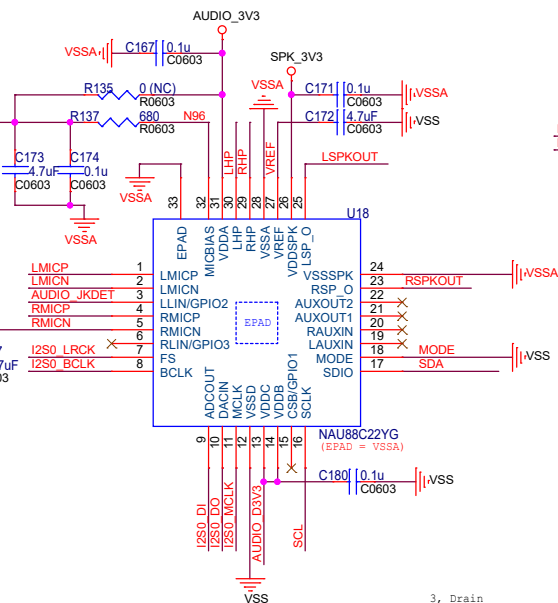 AUDIO_3V3
C167 0.1u
VSSA
C0603
SPK_3V3
R135 0 (NC)
R0603
VSSA
C171 0.1u
VSSA
C0603
R137 680 N96
R0603
C172 4.7uF
VSS
C0603
LHP
RHP
VREF
C173
4.7uF
C0603
C174
0.1u
C0603
LSPKOUT
VSSA
VSSA
33
32
31
30
29
28
27
26
25
U18
EPAD
MICBIAS
VDDA
LHP
RHP
VSSA
VREF
VDDSPK
LSP_O
LMICP 1 LMICP
LMICN 2 LMICN
AUDIO_JKDET 3 LLIN/GPIO2
RMICP 4 RMICP
RMICN 5 RMICN
6 RLIN/GPIO3
I2S0_LRCK 7 FS
I2S0_BCLK 8 BCLK
7uF
03
EPAD
VSSSPK 24 VSSA
RSP_O 23 RSPKOUT
AUXOUT2 22
AUXOUT1 21
RAUXIN 20
LAUXIN 19
MODE 18 MODE VSS
SDIO 17 SDA
ADCOUT
DACIN
MCLK
VSSD
VDDC
VDDB
CSB/GPIO1
SCLK
NAU88C22YG
(EPAD = VSSA)
9
10
11
12
13
14
15
16
I2S0_DI
I2S0_DO
I2S0_MCLK
AUDIO_D3V3
SCL
C180 0.1u
VSS
C0603
VSS
3, Drain